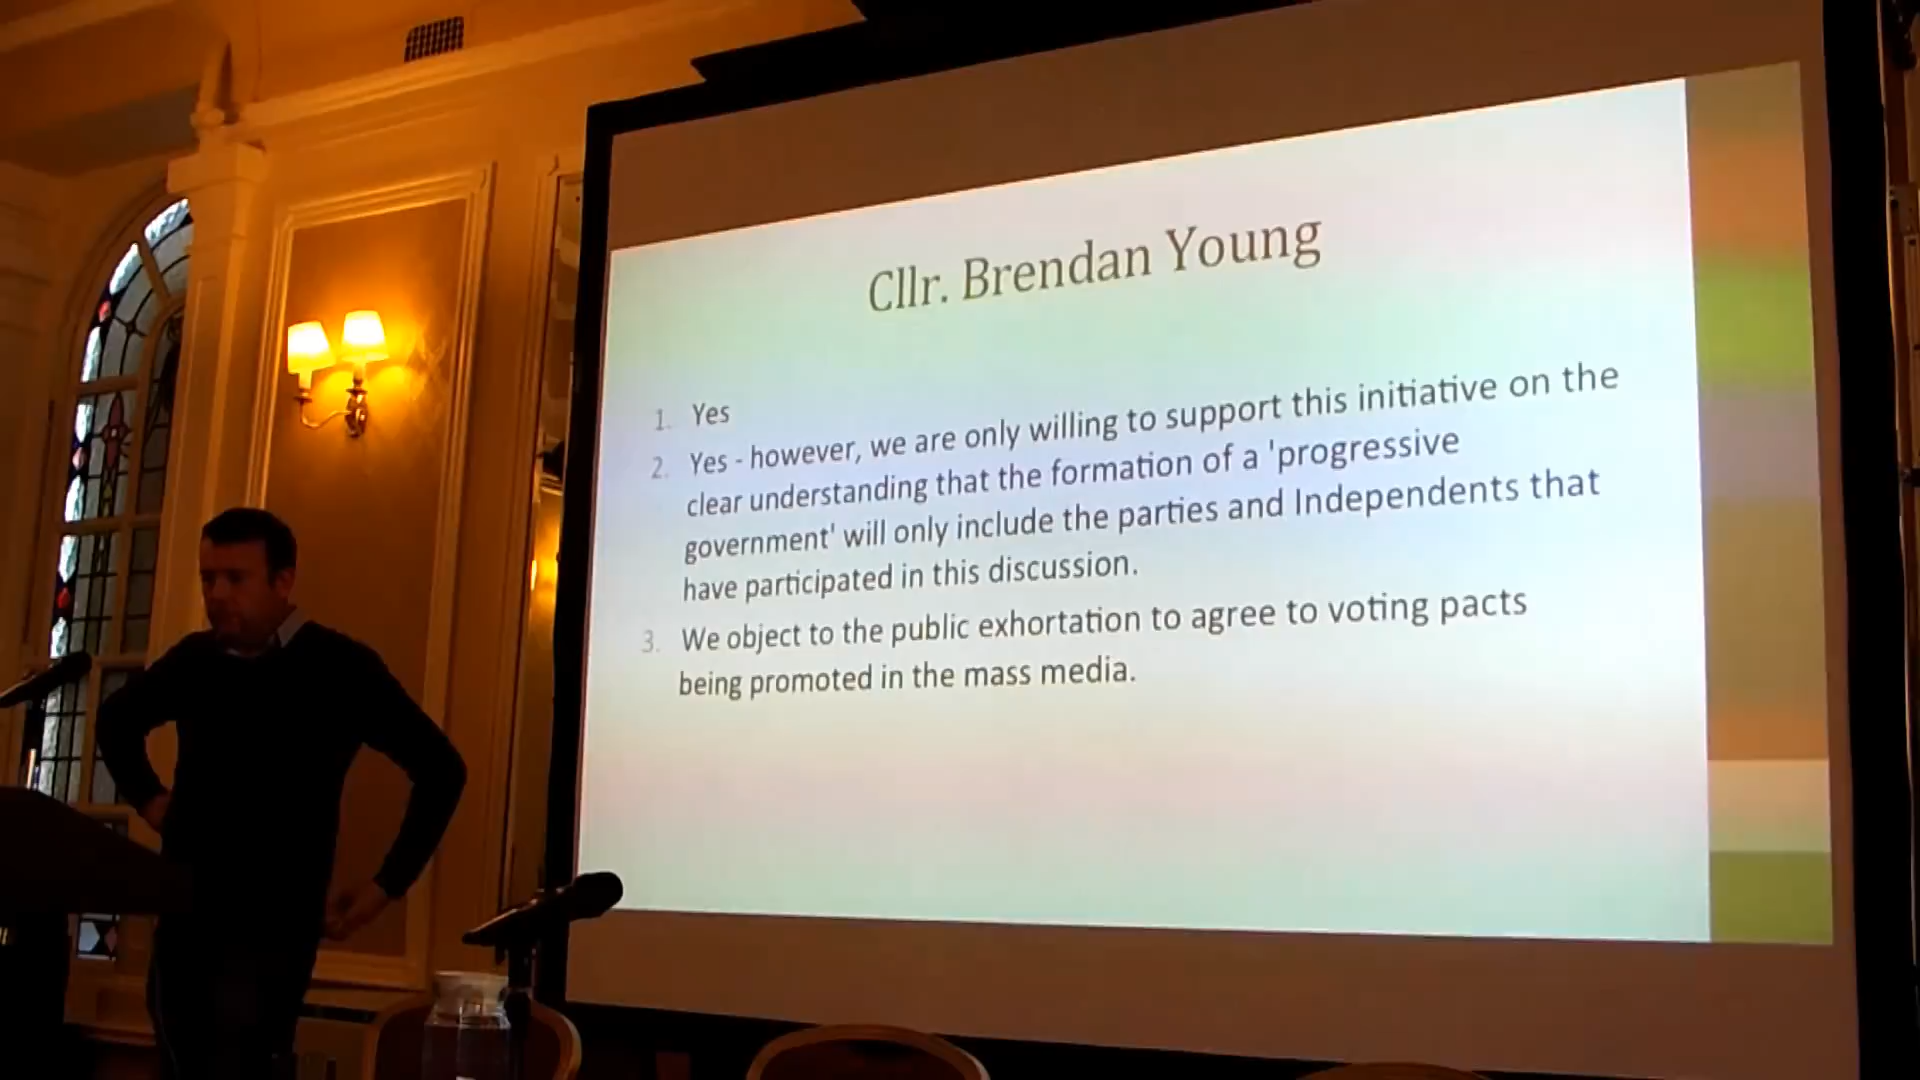 Cllr. Brendan Young
1. Yes
2. Yes - however, we are only willing to support this initiative on the
clear understanding that the formation of a 'progressive
government' will only include the parties and Independents that
have participated in this discussion.
3. We object to the public exhortation to agree to voting pacts
being promoted in the mass media.